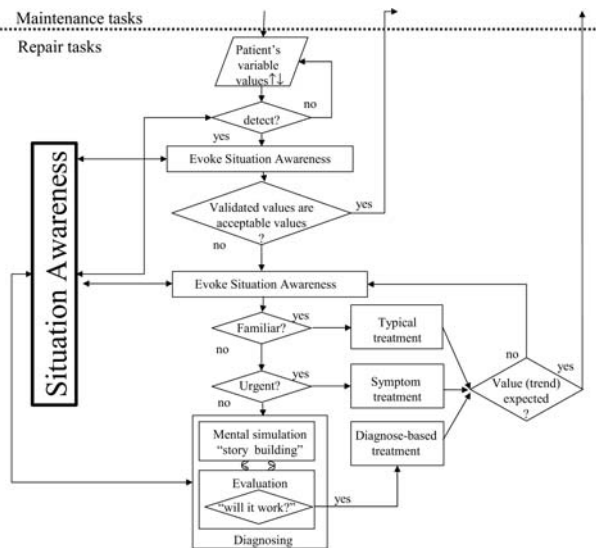 Maintenance tasks
Repair tasks
Patient's
variable
values↑↓
no
detect?
yes
Evoke Situation Awareness
Situation Awareness
Validated values are
acceptable values
?
yes
no
Evoke Situation Awareness
Familiar?
yes
no
Typical
treatment
Urgent?
yes
no
Symptom
treatment
no
yes
Value (trend)
expected
?
Mental simulation
"story building"
Diagnose-based
treatment
Evaluation
"will it work?"
yes
Diagnosing